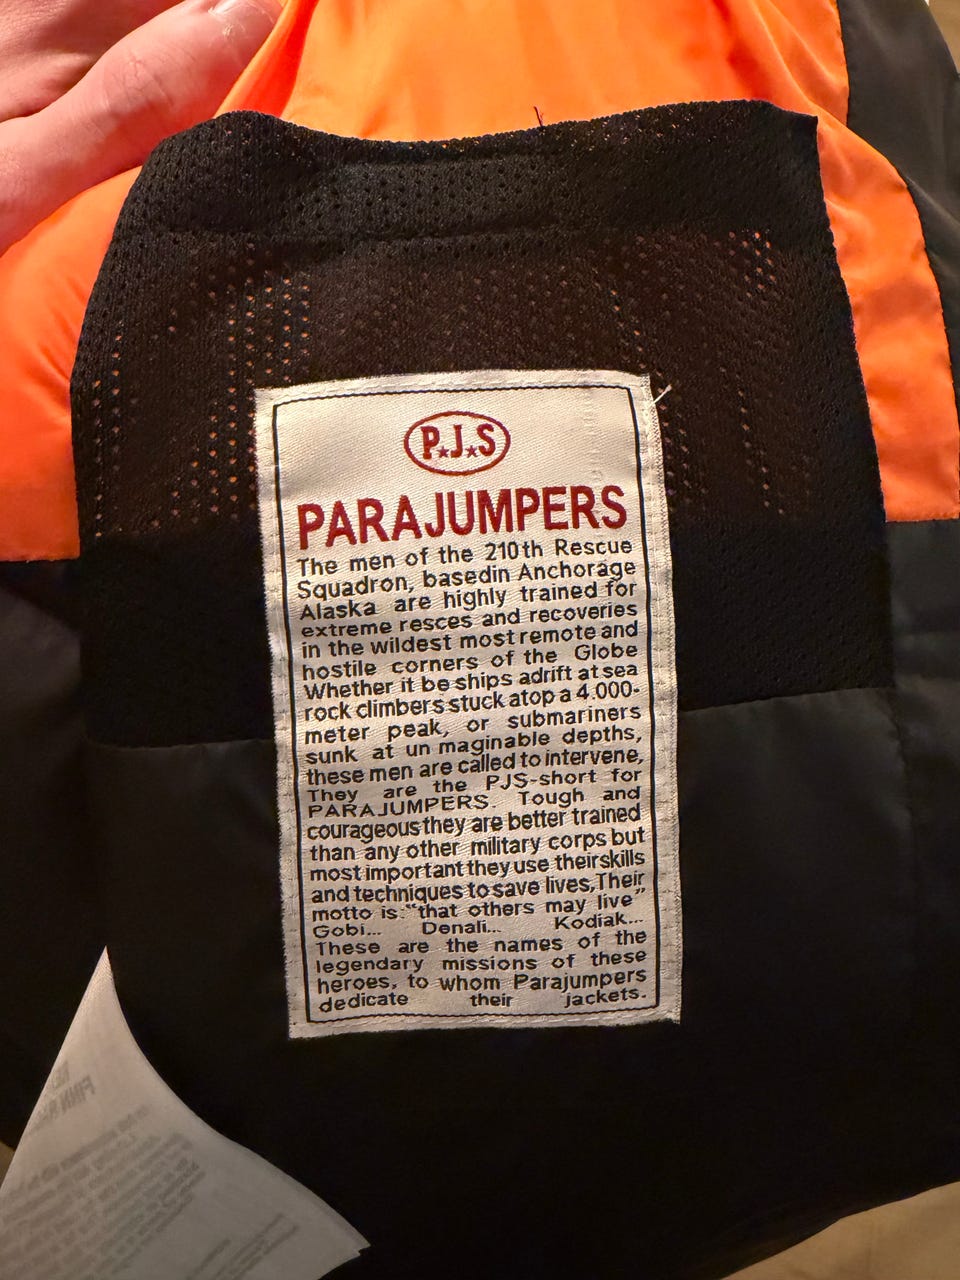 P.J.S
PARAJUMPERS
The men of the 210th Rescue
Squadron, basedin Anchorage
Alaska are highly trained for
extreme resces and recoveries
in the wildest most remote and
hostile corners of the Globe
Whether it be ships adrift at sea
rock climbers stuck atop a 4.000-
meter peak, or submariners
sunk at un maginable depths,
these men are called to intervene,
They are the PJS-short for
PARAJUMPERS. Tough and
courageous they are better trained
than any other military corps but
most important they use theirskills
and techniques to save lives,Their
motto is:"that others may live"
Gobi... Denali... Kodiak...
These are the names of the
legendary missions of these
heroes, to whom Parajumpers
dedicate their jackets.